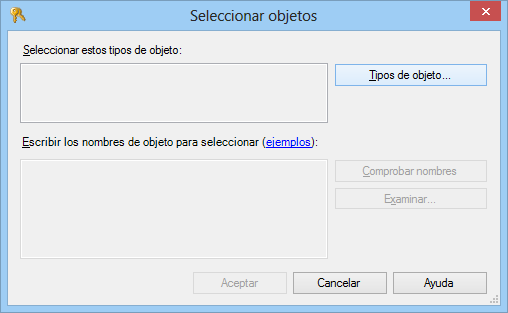 Seleccionar objetos
Seleccionar estos tipos de objeto:
Tipos de objeto...
Escribir los nombres de objeto para seleccionar (ejemplos):
Comprobar nombres
Examinar...
Aceptar
Cancelar
Ayuda